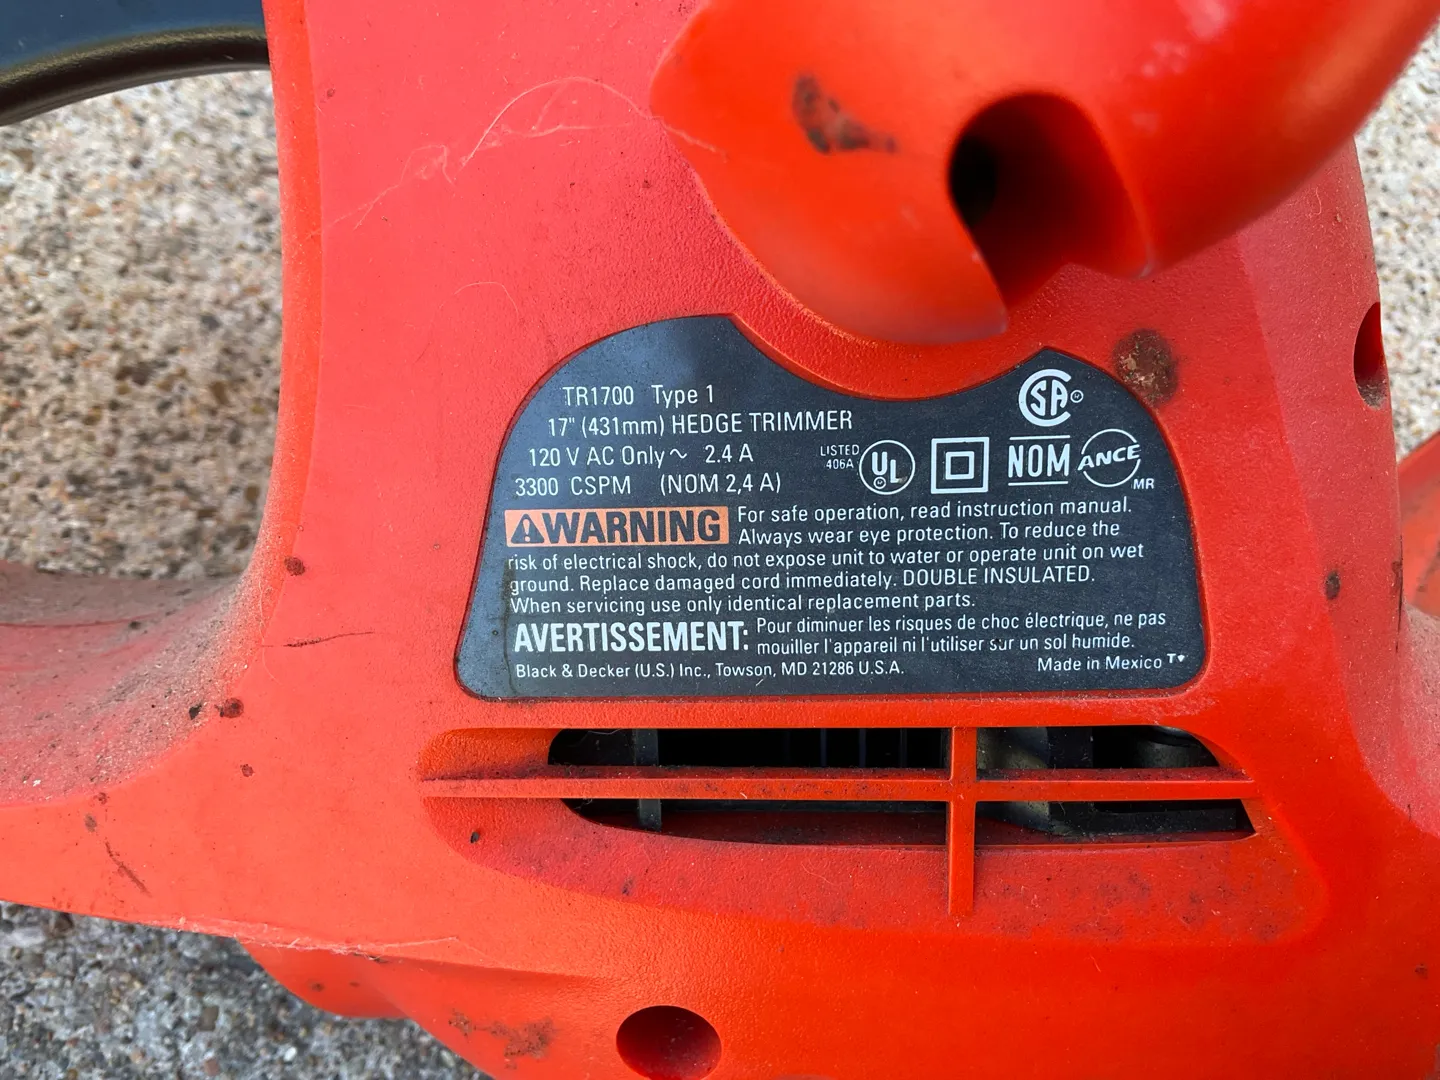 TR1700 Type 1
17" (431mm) HEDGE TRIMMER
120 V AC Only ~ 2.4 A
3300 CSPM (NOM 2,4 A)
SA
LISTED
406A
UL
NOM
ANCE
MR
WARNING
For safe operation, read instruction manual.
Always wear eye protection. To reduce the
risk of electrical shock, do not expose unit to water or operate unit on wet
ground. Replace damaged cord immediately. DOUBLE INSULATED.
When servicing use only identical replacement parts.
AVERTISSEMENT:
Pour diminuer les risques de choc électrique, ne pas
mouiller l'appareil ni l'utiliser sur un sol humide.
Black & Decker (U.S.) Inc., Towson, MD 21286 U.S.A.
Made in Mexico